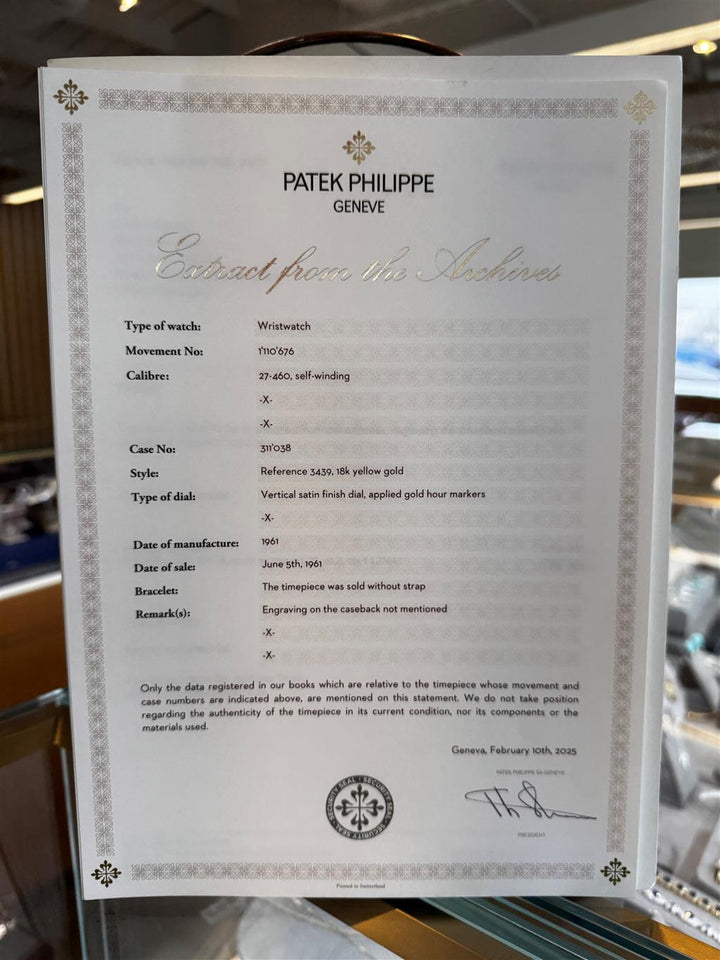 PATEK PHILIPPE
GENEVE
Extract from the Archives
Type of watch: Wristwatch
Movement No: 1'110'676
Calibre: 27-460, self-winding
-X-
-X-
Case No: 311'038
Style: Reference 3439, 18k yellow gold
Type of dial: Vertical satin finish dial, applied gold hour markers
-X-
Date of manufacture: 1961
Date of sale: June 5th, 1961
Bracelet: The timepiece was sold without strap
Remark(s): Engraving on the caseback not mentioned
-X-
-X-
Only the data registered in our books which are relative to the timepiece whose movement and
case numbers are indicated above, are mentioned on this statement. We do not take position
regarding the authenticity of the timepiece in its current condition, nor its components or the
materials used.
Geneva, February 10th, 2025
PATEK PHILIPPE SA GENEVE
SECURITY SEAL · SECURITY SEAL · SECURITY SEAL ·
PRESIDENT
Printed in Switzerland